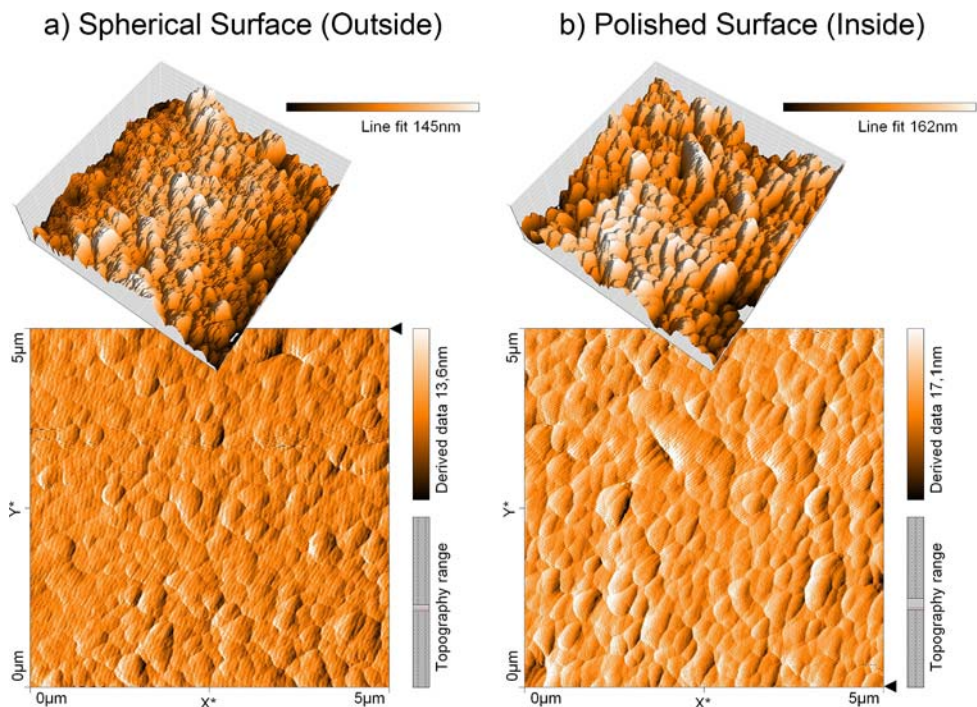 a) Spherical Surface (Outside)
Line fit 145nm
5µm
Y*
0µm
0µm
X*
5µm
Derived data 13,6nm
Topography range
b) Polished Surface (Inside)
Line fit 162nm
5µm
Y*
0µm
0µm
X*
5µm
Derived data 17,1nm
Topography range